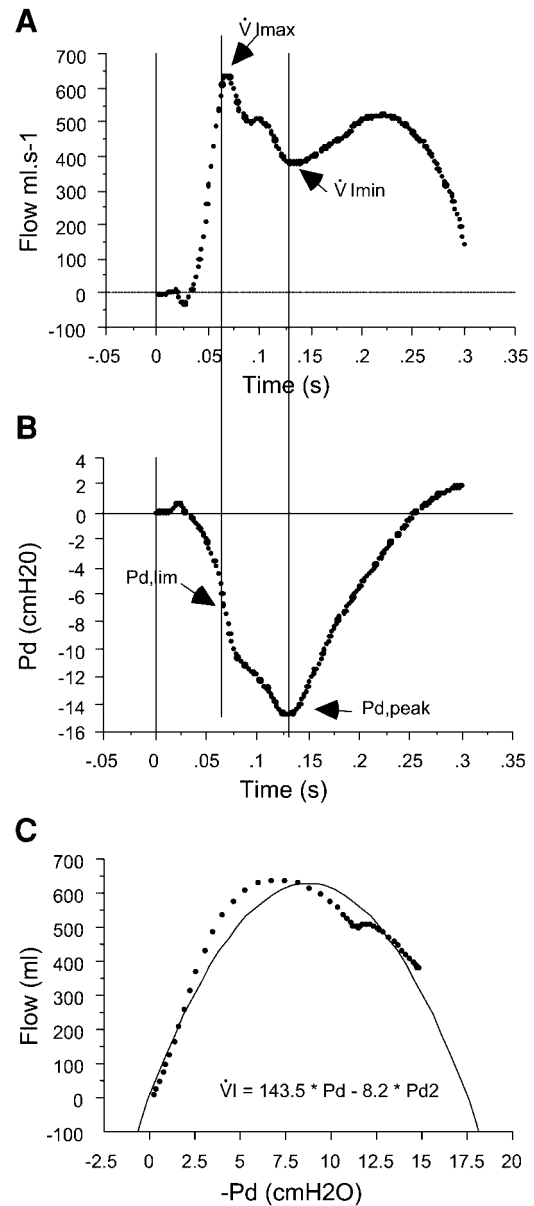 A
V̇ Imax
700
600
500
400
300
200
100
0
-100
Flow ml.s-1
V̇ Imin
-.05 0 .05 .1 .15 .2 .25 .3 .35
Time (s)
B
4
2
0
-2
-4
-6
-8
-10
-12
-14
-16
Pd (cmH20)
Pd,lim
Pd,peak
-.05 0 .05 .1 .15 .2 .25 .3 .35
Time (s)
C
700
600
500
400
300
200
100
0
-100
Flow (ml)
V̇I = 143.5 * Pd - 8.2 * Pd2
-2.5 0 2.5 5 7.5 10 12.5 15 17.5 20
-Pd (cmH2O)